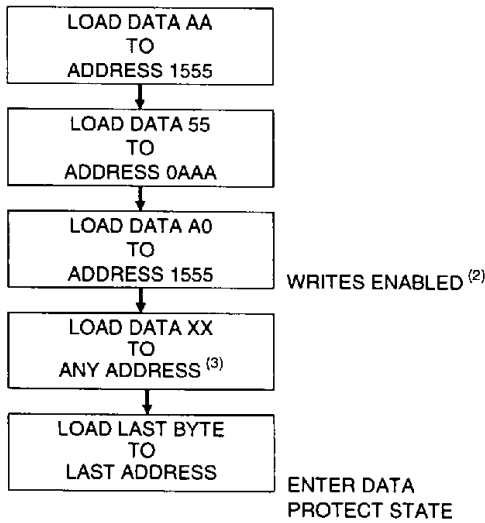 LOAD DATA AA
TO
ADDRESS 1555
LOAD DATA 55
TO
ADDRESS 0AAA
LOAD DATA A0
TO
ADDRESS 1555
WRITES ENABLED (2)
LOAD DATA XX
TO
ANY ADDRESS (3)
LOAD LAST BYTE
TO
LAST ADDRESS
ENTER DATA
PROTECT STATE